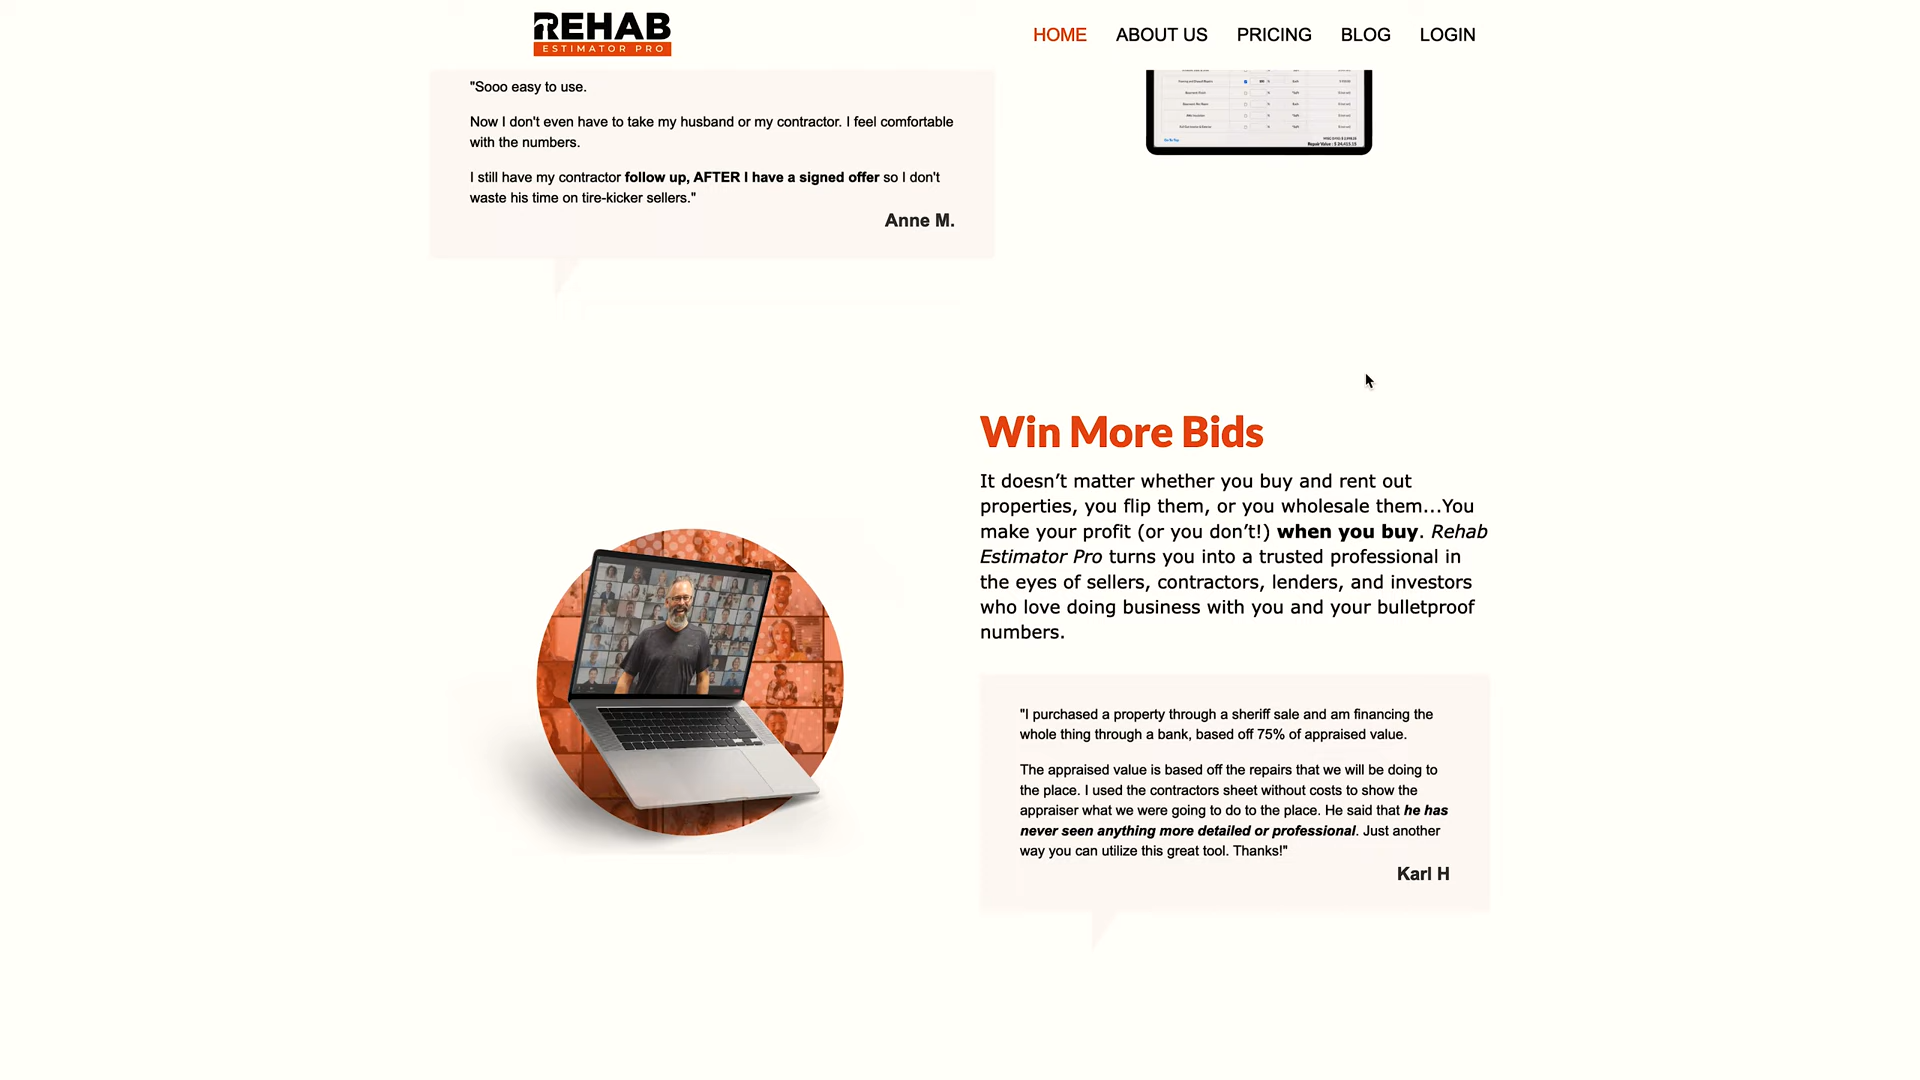 REHAB
ESTIMATOR PRO
HOME
ABOUT US
PRICING
BLOG
LOGIN
"Sooo easy to use.
Now I don't even have to take my husband or my contractor. I feel comfortable
with the numbers.
I still have my contractor follow up, AFTER I have a signed offer so I don't
waste his time on tire-kicker sellers."
Anne M.
Win More Bids
It doesn’t matter whether you buy and rent out
properties, you flip them, or you wholesale them...You
make your profit (or you don’t!) when you buy. Rehab
Estimator Pro turns you into a trusted professional in
the eyes of sellers, contractors, lenders, and investors
who love doing business with you and your bulletproof
numbers.
"I purchased a property through a sheriff sale and am financing the
whole thing through a bank, based off 75% of appraised value.
The appraised value is based off the repairs that we will be doing to
the place. I used the contractors sheet without costs to show the
appraiser what we were going to do to the place. He said that he has
never seen anything more detailed or professional. Just another
way you can utilize this great tool. Thanks!"
Karl H